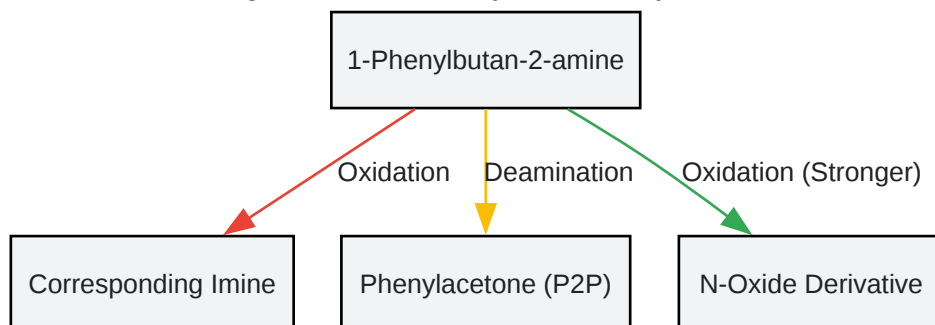 1-Phenylbutan-2-amine
Oxidation
Deamination
Oxidation (Stronger)
Corresponding Imine
Phenylacetone (P2P)
N-Oxide Derivative